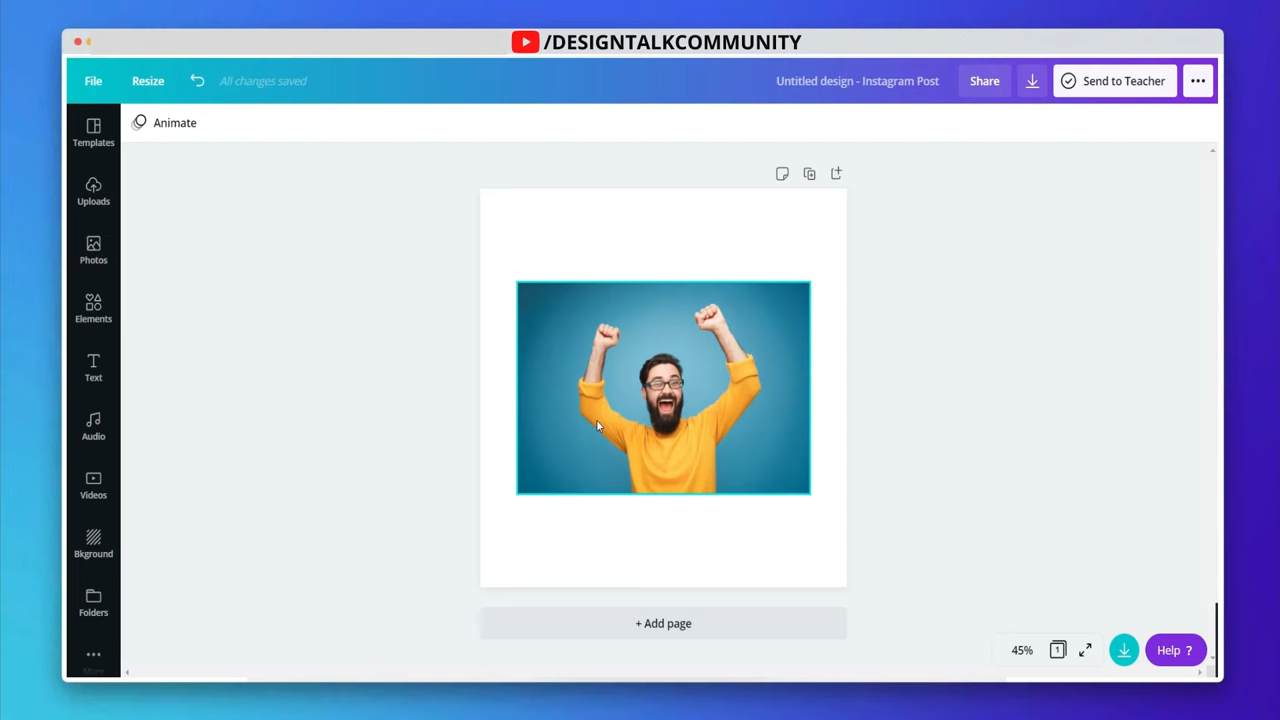 /DESIGNTALKCOMMUNITY
File
Resize
All changes saved
Untitled design - Instagram Post
Share
Send to Teacher
Animate
Templates
Uploads
Photos
Elements
Text
Audio
Videos
Bkground
Folders
More
+ Add page
45%
1
Help ?